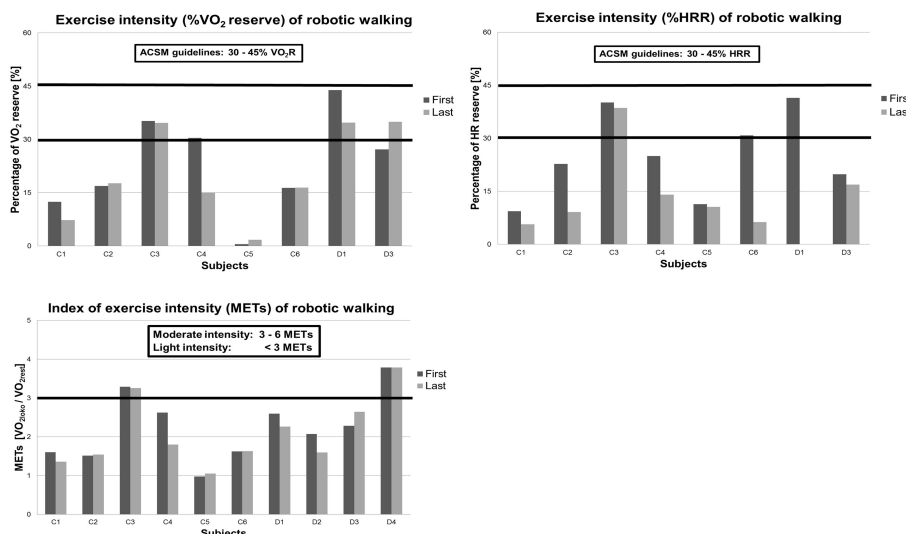 Exercise intensity (%VO₂ reserve) of robotic walking
60
ACSM guidelines: 30 - 45% VO₂R
45
30
15
0
Percentage of VO₂ reserve [%]
First
Last
C1 C2 C3 C4 C5 C6 D1 D3
Subjects
Exercise intensity (%HRR) of robotic walking
60
ACSM guidelines: 30 - 45% HRR
45
30
15
0
Percentage of HR reserve [%]
First
Last
C1 C2 C3 C4 C5 C6 D1 D3
Subjects
Index of exercise intensity (METs) of robotic walking
5
Moderate intensity: 3 - 6 METs
Light intensity: < 3 METs
4
3
2
1
0
METs [VO₂loko / VO₂rest]
First
Last
C1 C2 C3 C4 C5 C6 D1 D2 D3 D4
Subjects